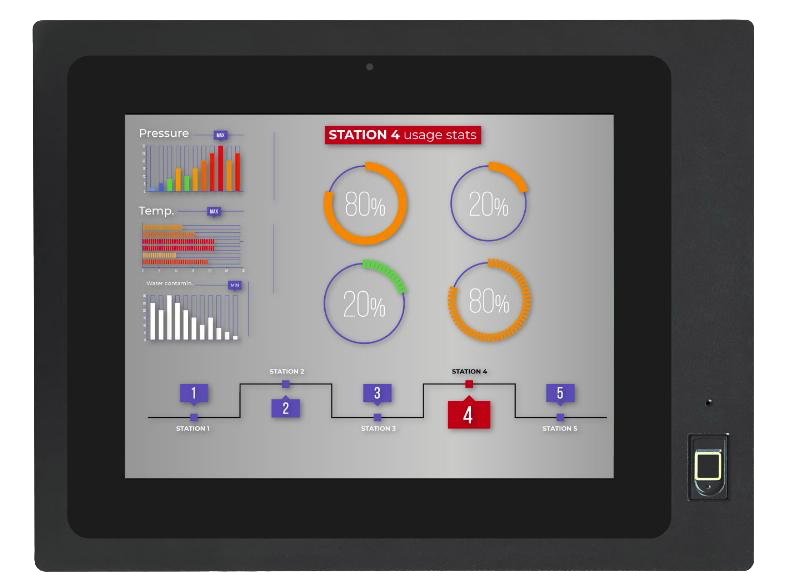 Pressure
MAX
STATION 4 usage stats
80%
20%
Temp.
MAX
20%
80%
Water contamin.
MIN
STATION 2
STATION 4
1
3
5
2
4
STATION 1
STATION 3
STATION 5